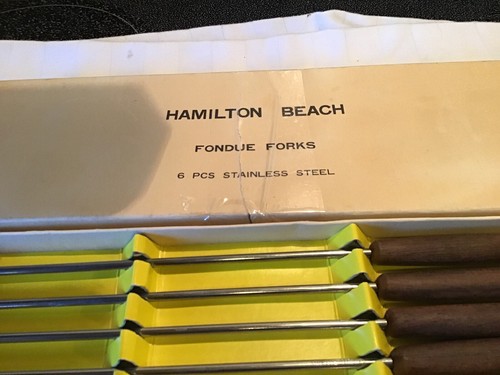 HAMILTON BEACH
FONDUE FORKS
6 PCS STAINLESS STEEL